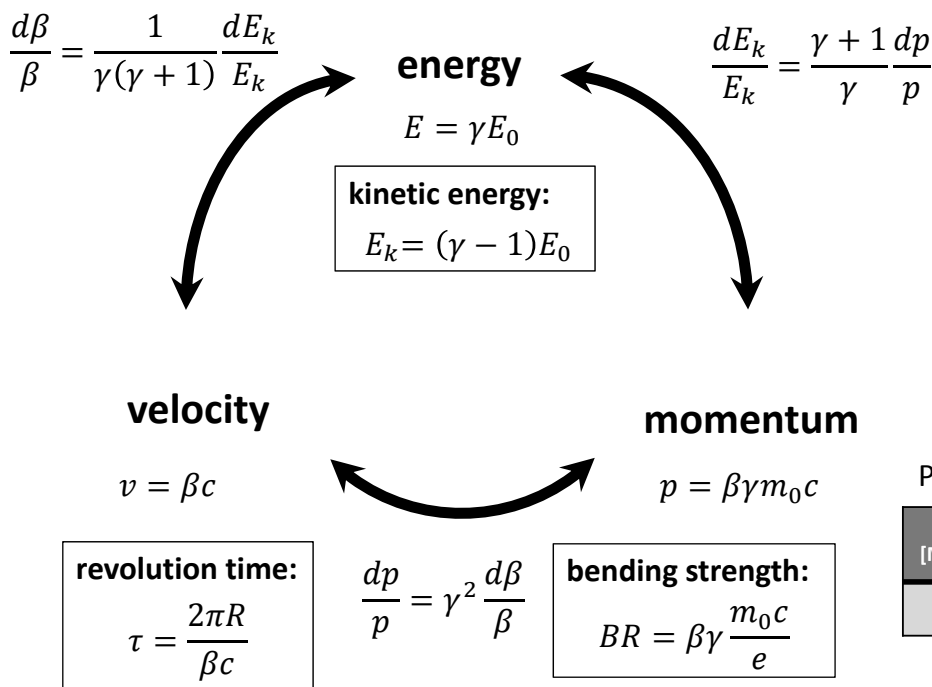 dβ/β = 1/(γ(γ + 1)) dE_k/E_k
energy
dE_k/E_k = (γ + 1)/γ dp/p
E = γE_0
kinetic energy:
E_k = (γ − 1)E_0
velocity
momentum
v = βc
p = βγm_0c
P
revolution time:
τ = 2πR/(βc)
dp/p = γ^2 dβ/β
bending strength:
BR = βγ m_0c/e